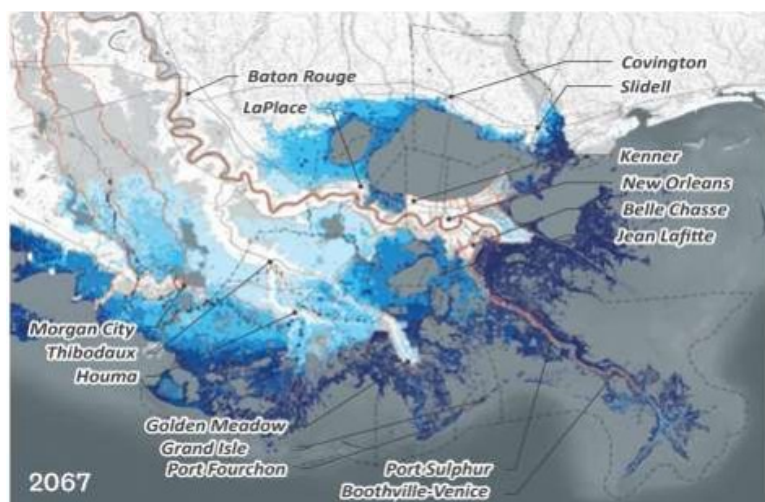 Baton Rouge
LaPlace
Covington
Slidell
Kenner
New Orleans
Belle Chasse
Jean Lafitte
Morgan City
Thibodaux
Houma
Golden Meadow
Grand Isle
Port Fourchon
Port Sulphur
Boothville-Venice
2067